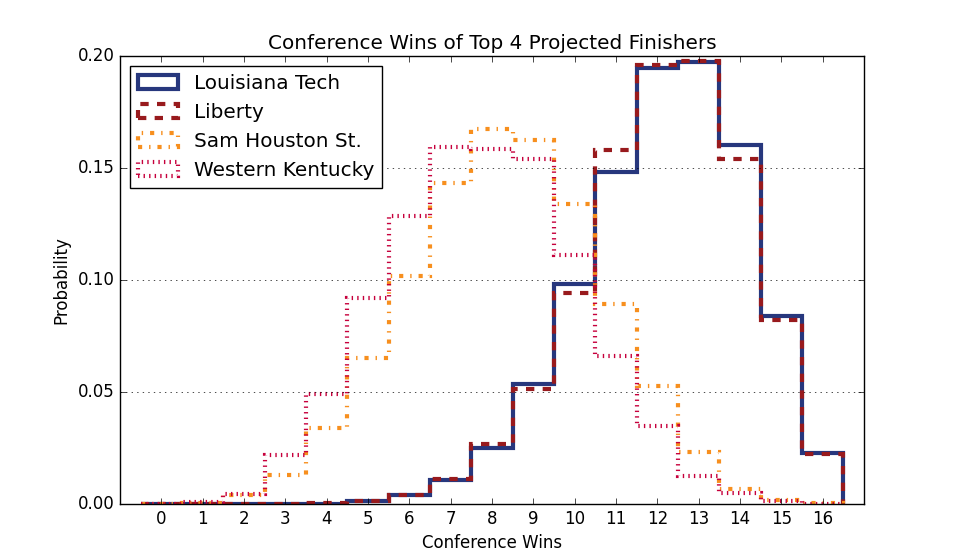 Conference Wins of Top 4 Projected Finishers
Louisiana Tech
Liberty
Sam Houston St.
Western Kentucky
0.20
0.15
0.10
0.05
0.00
Probability
0 1 2 3 4 5 6 7 8 9 10 11 12 13 14 15 16
Conference Wins